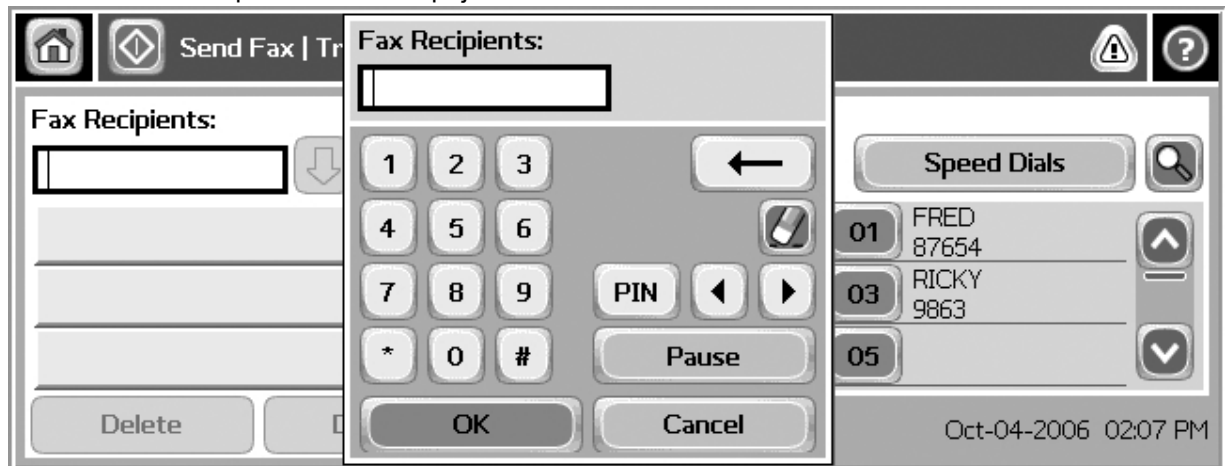 Send Fax | Tr
?
Fax Recipients:
Fax Recipients:
1 2 3
4 5 6
7 8 9 PIN
* 0 # Pause
OK Cancel
Speed Dials
01 FRED
87654
03 RICKY
9863
05
Delete
Oct-04-2006 02:07 PM